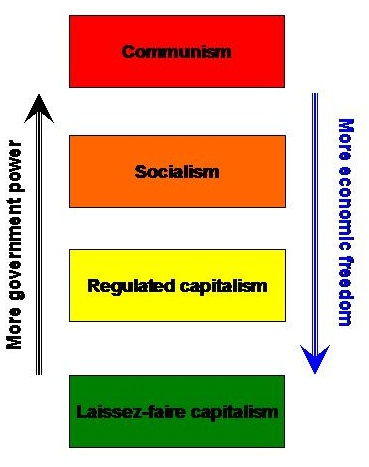 Communism
Socialism
Regulated capitalism
Laissez-faire capitalism
More government power
More economic freedom